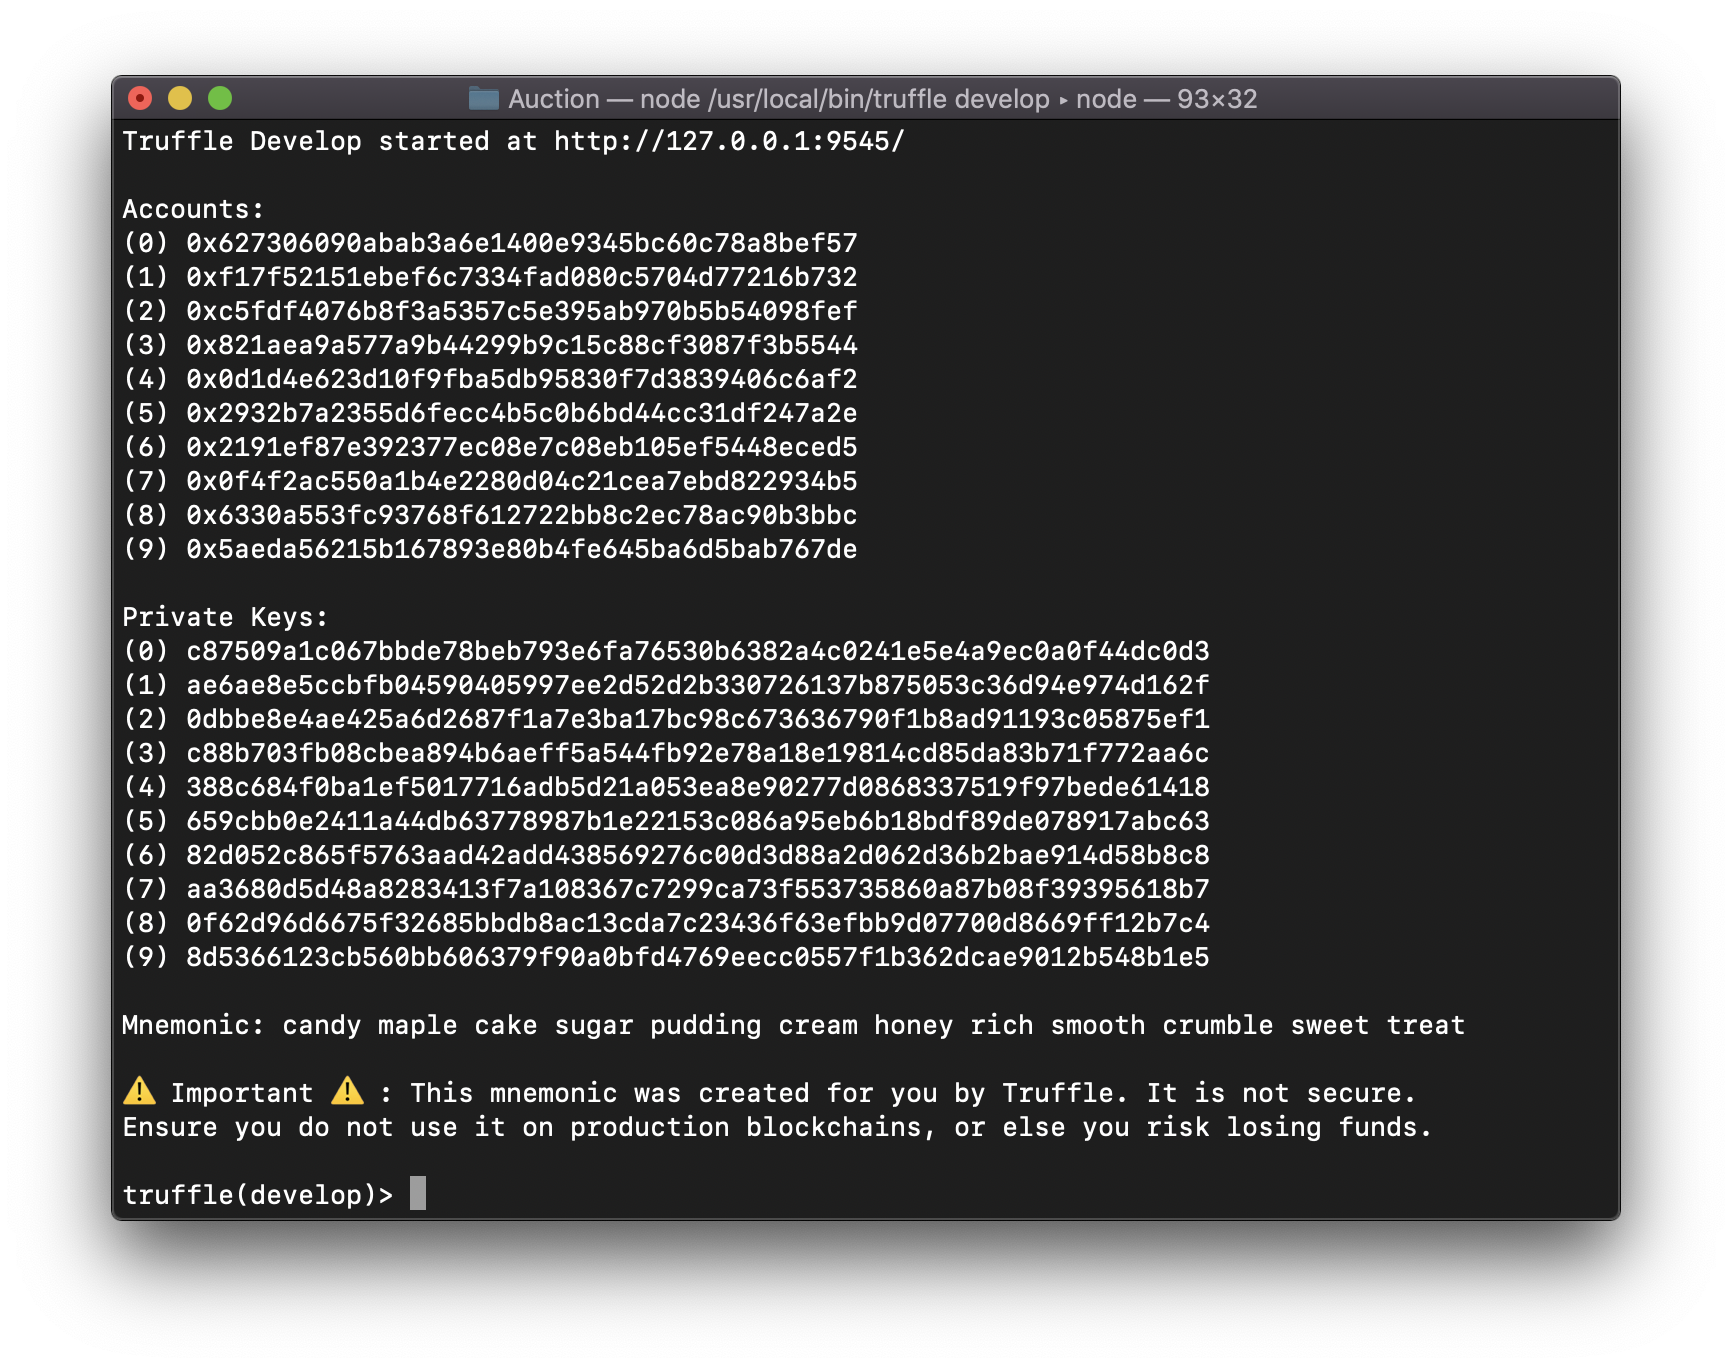 Auction — node /usr/local/bin/truffle develop ▸ node — 93×32
Truffle Develop started at http://127.0.0.1:9545/
Accounts:
(0) 0x627306090abab3a6e1400e9345bc60c78a8bef57
(1) 0xf17f52151ebef6c7334fad080c5704d77216b732
(2) 0xc5fdf4076b8f3a5357c5e395ab970b5b54098fef
(3) 0x821aea9a577a9b44299b9c15c88cf3087f3b5544
(4) 0x0d1d4e623d10f9fba5db95830f7d3839406c6af2
(5) 0x2932b7a2355d6fecc4b5c0b6bd44cc31df247a2e
(6) 0x2191ef87e392377ec08e7c08eb105ef5448eced5
(7) 0x0f4f2ac550a1b4e2280d04c21cea7ebd822934b5
(8) 0x6330a553fc93768f612722bb8c2ec78ac90b3bbc
(9) 0x5aeda56215b167893e80b4fe645ba6d5bab767de
Private Keys:
(0) c87509a1c067bbde78beb793e6fa76530b6382a4c0241e5e4a9ec0a0f44dc0d3
(1) ae6ae8e5ccbfb04590405997ee2d52d2b330726137b875053c36d94e974d162f
(2) 0dbbe8e4ae425a6d2687f1a7e3ba17bc98c673636790f1b8ad91193c05875ef1
(3) c88b703fb08cbea894b6aeff5a544fb92e78a18e19814cd85da83b71f772aa6c
(4) 388c684f0ba1ef5017716adb5d21a053ea8e90277d0868337519f97bede61418
(5) 659cbb0e2411a44db63778987b1e22153c086a95eb6b18bdf89de078917abc63
(6) 82d052c865f5763aad42add438569276c00d3d88a2d062d36b2bae914d58b8c8
(7) aa3680d5d48a8283413f7a108367c7299ca73f553735860a87b08f39395618b7
(8) 0f62d96d6675f32685bbdb8ac13cda7c23436f63efbb9d07700d8669ff12b7c4
(9) 8d5366123cb560bb606379f90a0bfd4769eecc0557f1b362dcae9012b548b1e5
Mnemonic: candy maple cake sugar pudding cream honey rich smooth crumble sweet treat
⚠️ Important ⚠️ : This mnemonic was created for you by Truffle. It is not secure.
Ensure you do not use it on production blockchains, or else you risk losing funds.
truffle(develop)>